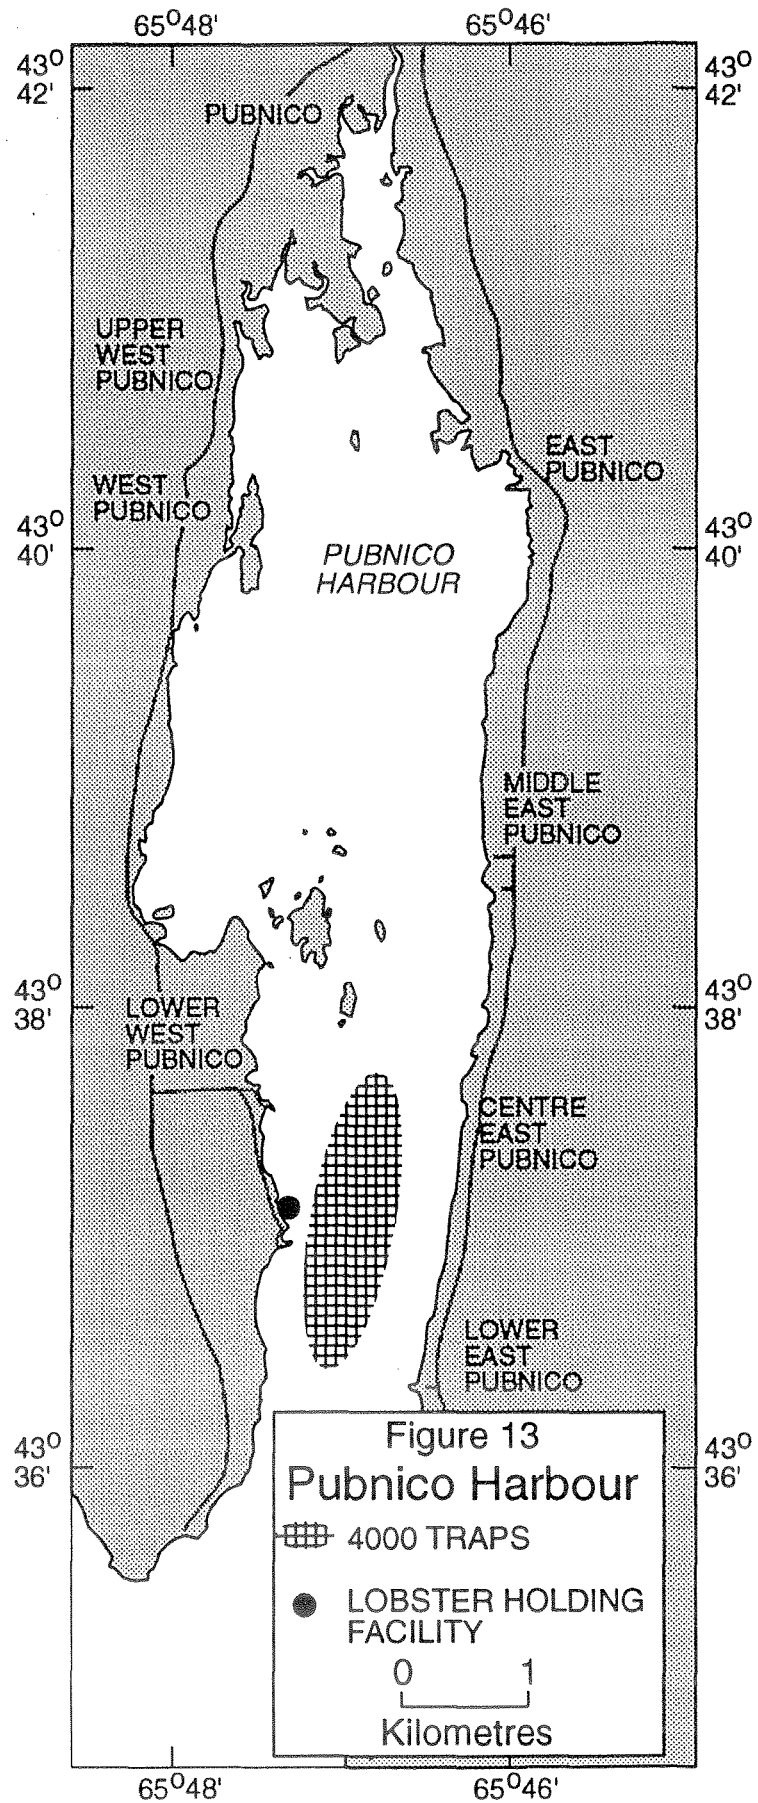 65°48'
65°46'
43°
42'
43°
42'
PUBNICO
UPPER
WEST
PUBNICO
EAST
PUBNICO
WEST
PUBNICO
43°
40'
43°
40'
PUBNICO
HARBOUR
MIDDLE
EAST
PUBNICO
43°
38'
43°
38'
LOWER
WEST
PUBNICO
CENTRE
EAST
PUBNICO
LOWER
EAST
PUBNICO
43°
36'
43°
36'
Figure 13
Pubnico Harbour
4000 TRAPS
LOBSTER HOLDING
FACILITY
0 1
Kilometres
65°48'
65°46'